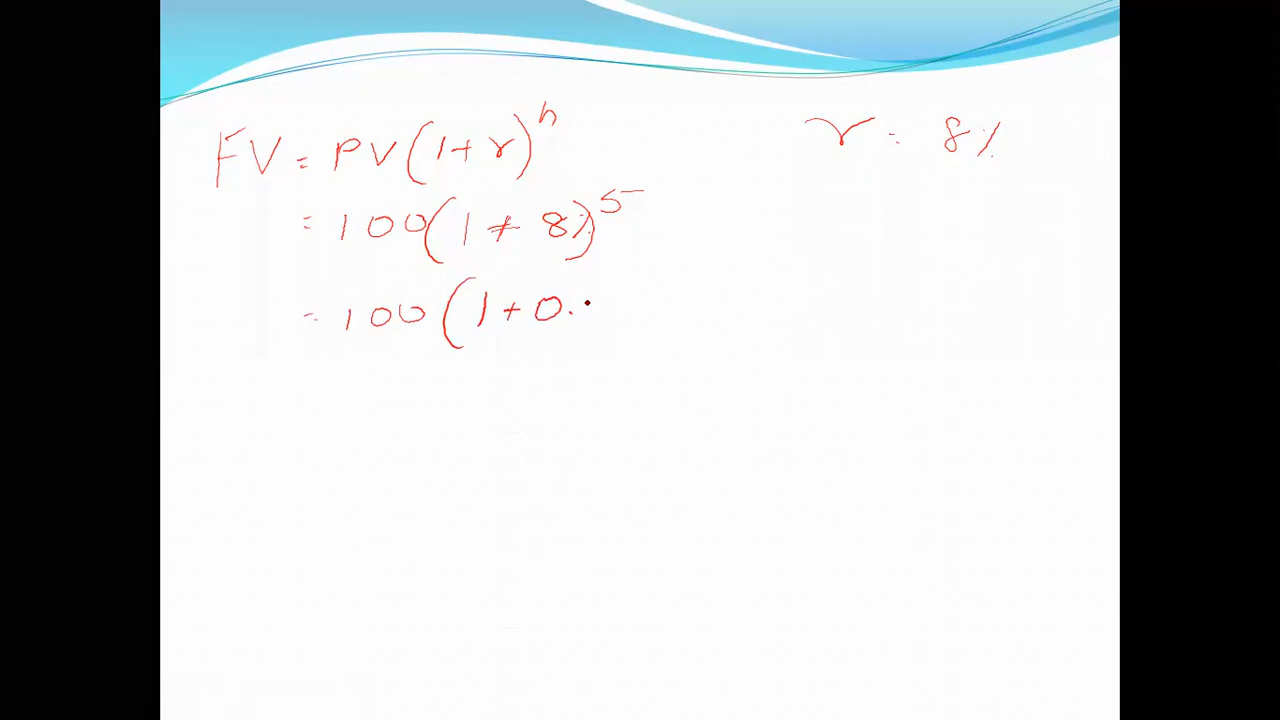 FV = PV(1+r)^n
r = 8%
= 100(1+8%)^5
= 100(1+0.